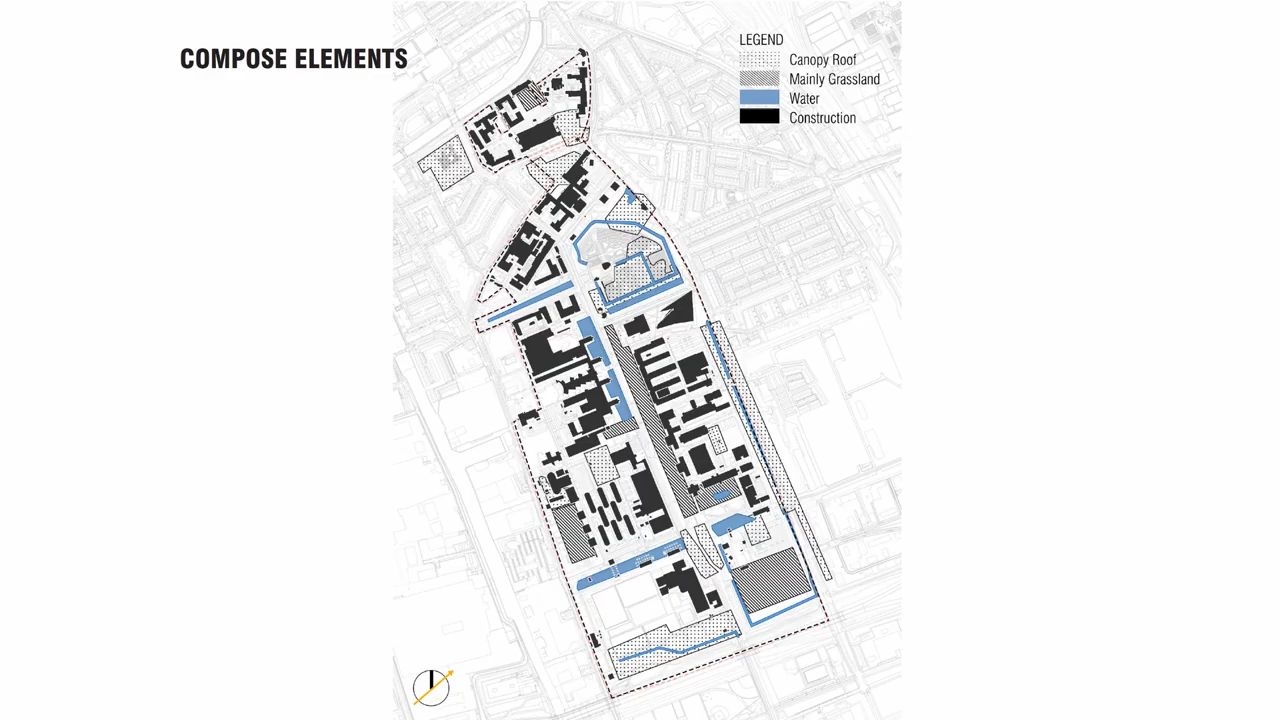 COMPOSE ELEMENTS
LEGEND
Canopy Roof
Mainly Grassland
Water
Construction